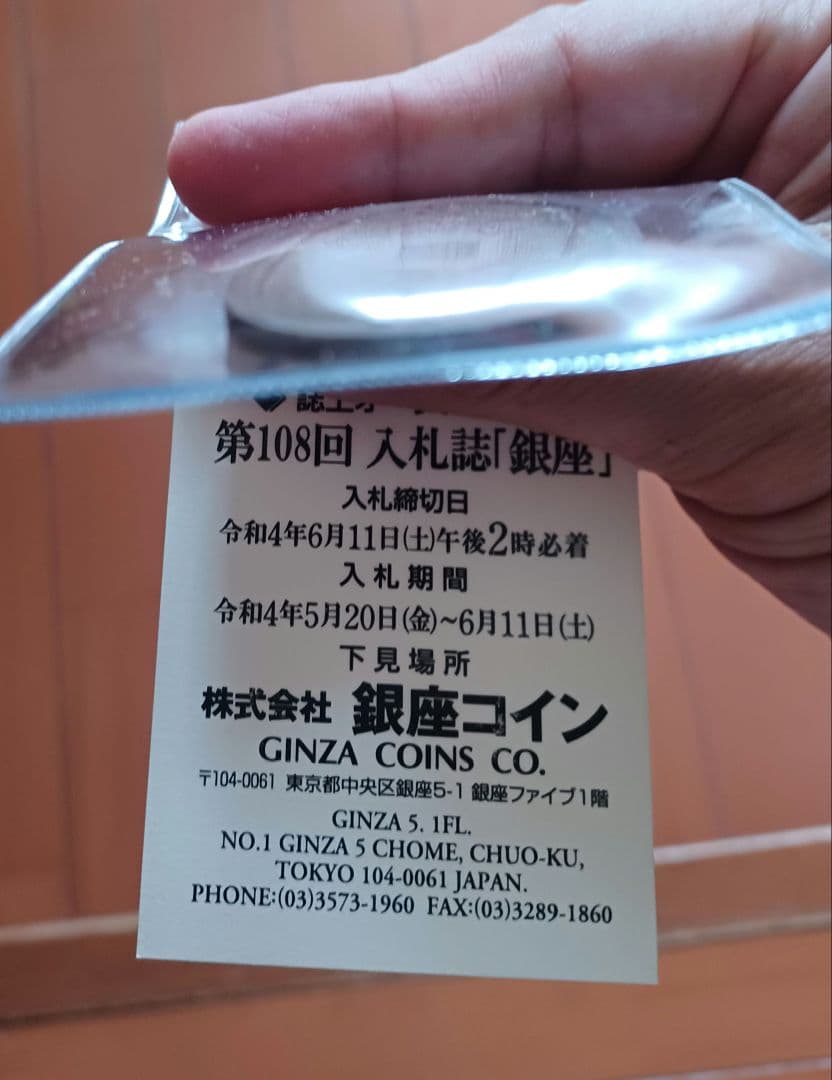 第108回 入札誌「銀座」
入札締切日
令和4年6月11日(土)午後2時必着
入札期間
令和4年5月20日(金)~6月11日(土)
下見場所
株式会社 銀座コイン
GINZA COINS CO.
〒104-0061 東京都中央区銀座5-1 銀座ファイブ1階
GINZA 5. 1FL.
NO.1 GINZA 5 CHOME, CHUO-KU,
TOKYO 104-0061 JAPAN.
PHONE:(03)3573-1960 FAX:(03)3289-1860